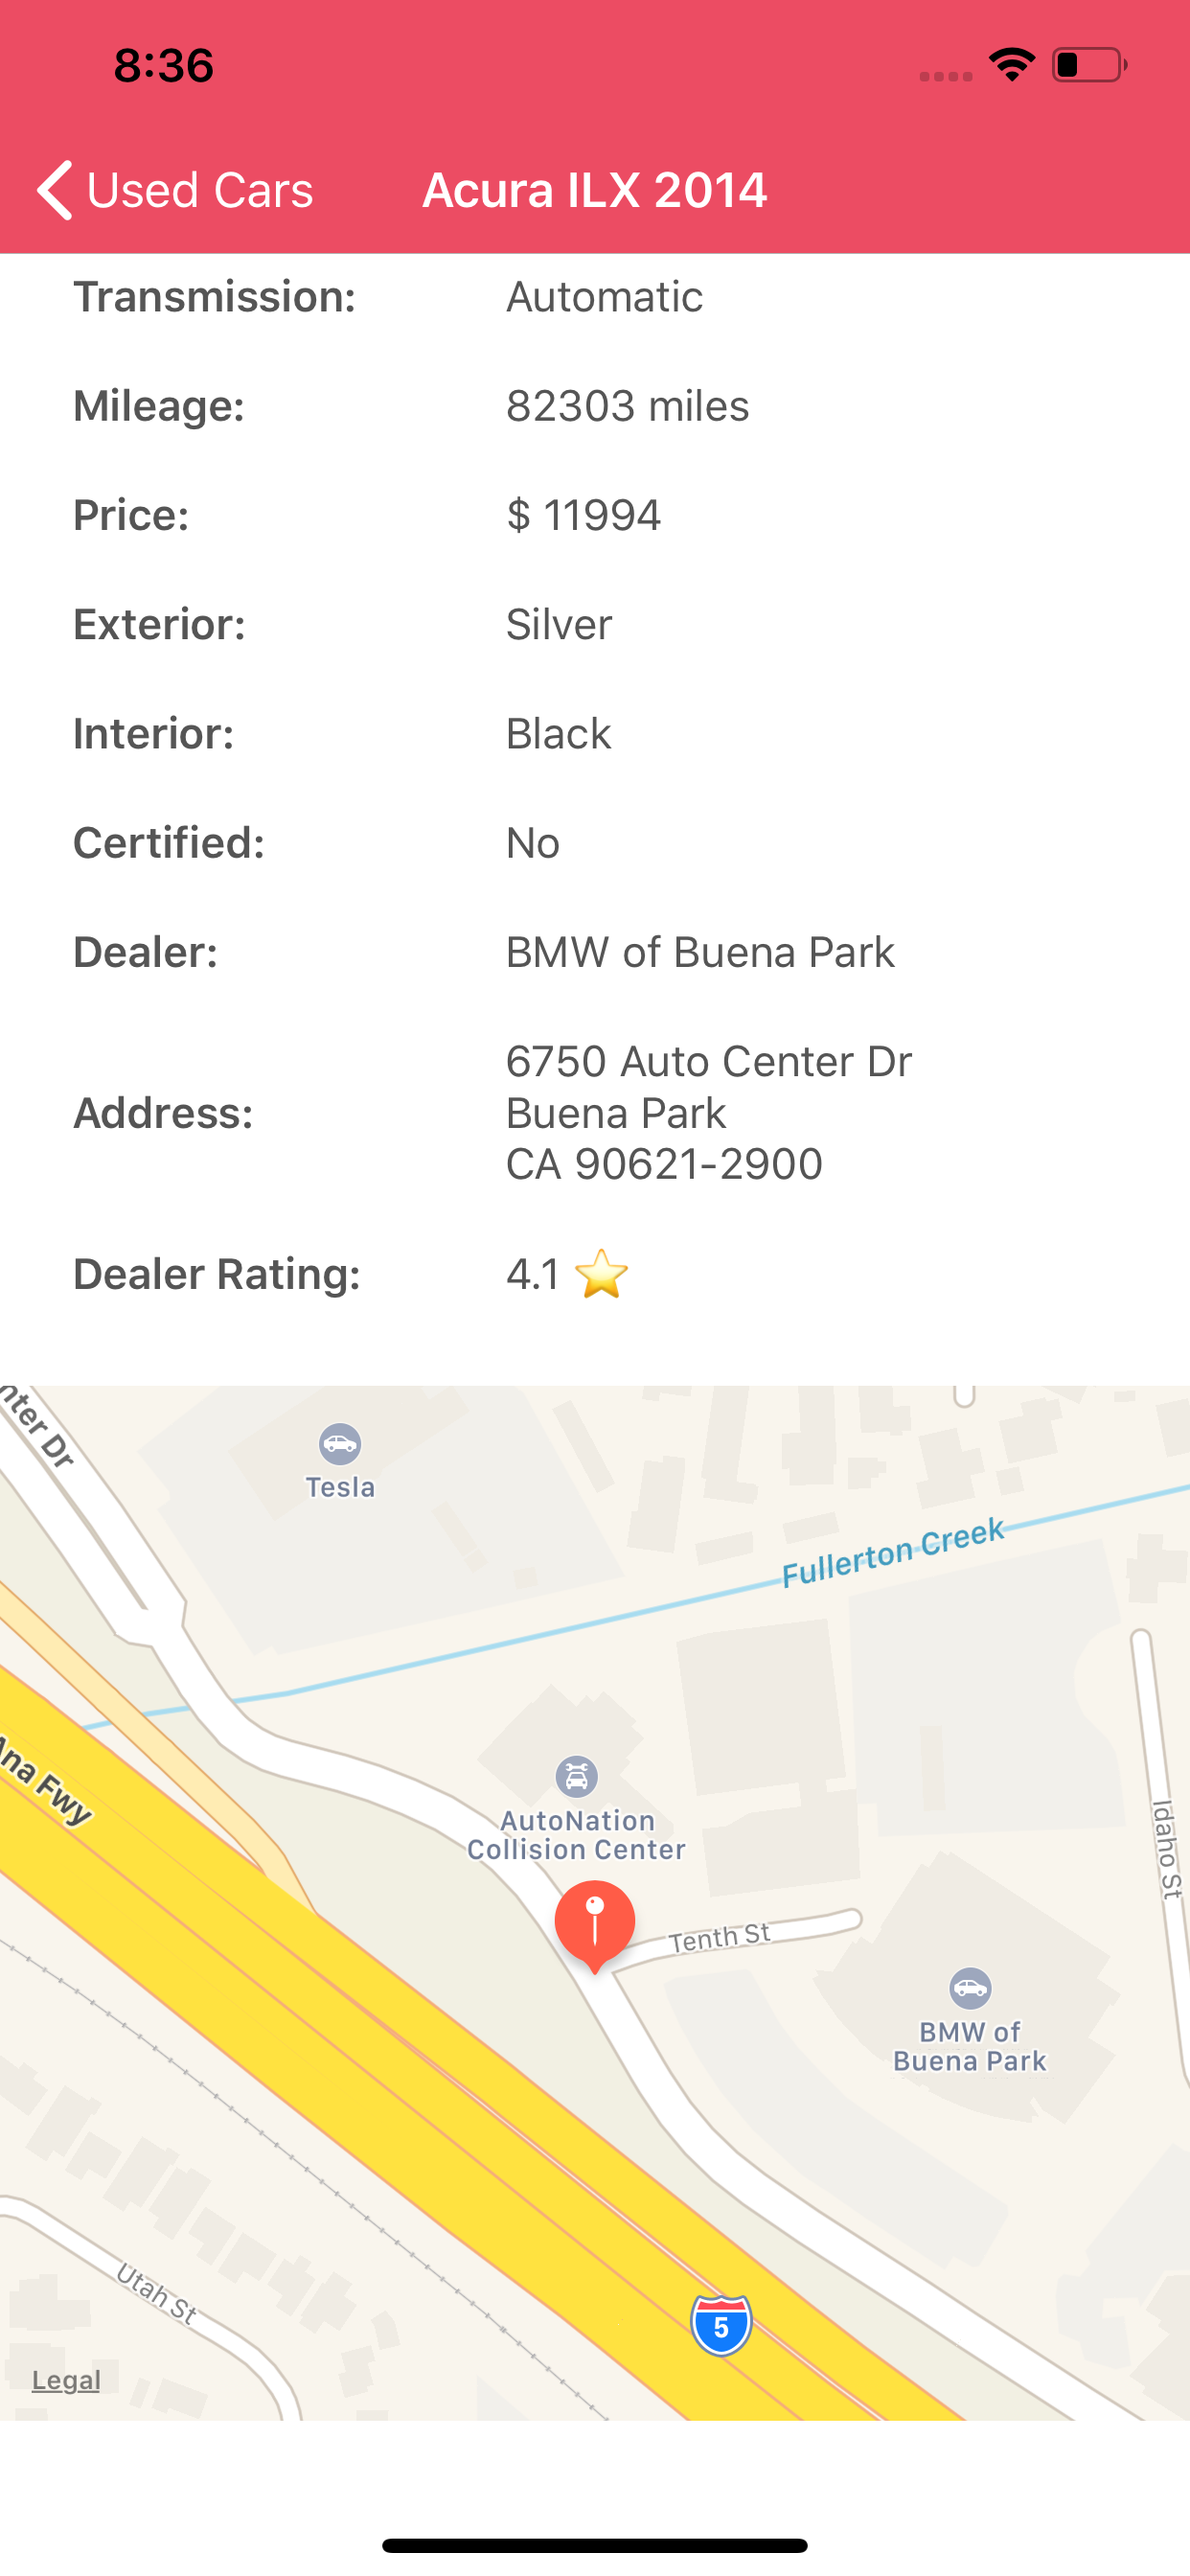 8:36
Used Cars
Acura ILX 2014
Transmission: Automatic
Mileage: 82303 miles
Price: $ 11994
Exterior: Silver
Interior: Black
Certified: No
Dealer: BMW of Buena Park
Address: 6750 Auto Center Dr
Buena Park
CA 90621-2900
Dealer Rating: 4.1 ⭐
nter Dr
Tesla
Fullerton Creek
Ana Fwy
AutoNation
Collision Center
Idaho St
Tenth St
BMW of
Buena Park
Utah St
5
Legal